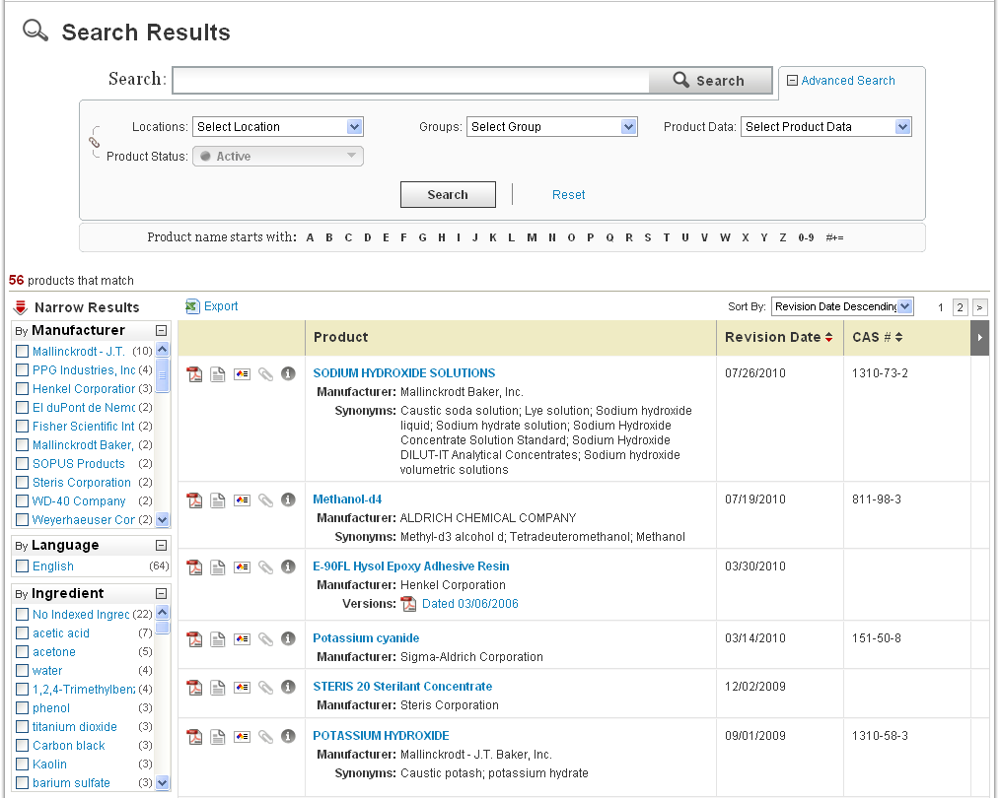 Search Results
Search: Search Advanced Search
Locations: Select Location Groups: Select Group Product Data: Select Product Data
Product Status: Active
Search Reset
Product name starts with: A B C D E F G H I J K L M N O P Q R S T U V W X Y Z 0-9 #+=
56 products that match
Narrow Results
By Manufacturer
Mallinckrodt - J.T. (10)
PPG Industries, Inc (4)
Henkel Corporation (3)
EI duPont de Nemo (2)
Fisher Scientific Int (2)
Mallinckrodt Baker, (2)
SOPUS Products (2)
Steris Corporation (2)
WD-40 Company (2)
Weyerhaeuser Cor (2)
By Language
English (64)
By Ingredient
No Indexed Ingred (22)
acetic acid (7)
acetone (5)
water (4)
1,2,4-Trimethylben (4)
phenol (3)
titanium dioxide (3)
Carbon black (3)
Kaolin (3)
barium sulfate (3)
Export Sort By: Revision Date Descending 1 2 >
Product Revision Date CAS #
SODIUM HYDROXIDE SOLUTIONS 07/26/2010 1310-73-2
Manufacturer: Mallinckrodt Baker, Inc.
Synonyms: Caustic soda solution; Lye solution; Sodium hydroxide
liquid; Sodium hydrate solution; Sodium Hydroxide
Concentrate Solution Standard; Sodium Hydroxide
DILUT-IT Analytical Concentrates; Sodium hydroxide
volumetric solutions
Methanol-d4 07/19/2010 811-98-3
Manufacturer: ALDRICH CHEMICAL COMPANY
Synonyms: Methyl-d3 alcohol d; Tetradeuteromethanol; Methanol
E-90FL Hysol Epoxy Adhesive Resin 03/30/2010
Manufacturer: Henkel Corporation
Versions: Dated 03/06/2006
Potassium cyanide 03/14/2010 151-50-8
Manufacturer: Sigma-Aldrich Corporation
STERIS 20 Sterilant Concentrate 12/02/2009
Manufacturer: Steris Corporation
POTASSIUM HYDROXIDE 09/01/2009 1310-58-3
Manufacturer: Mallinckrodt - J.T. Baker, Inc.
Synonyms: Caustic potash; potassium hydrate